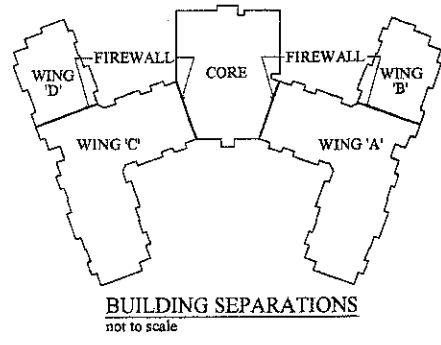 FIREWALL
FIREWALL
WING
'D'
CORE
WING
'B'
WING 'C'
WING 'A'
BUILDING SEPARATIONS
not to scale